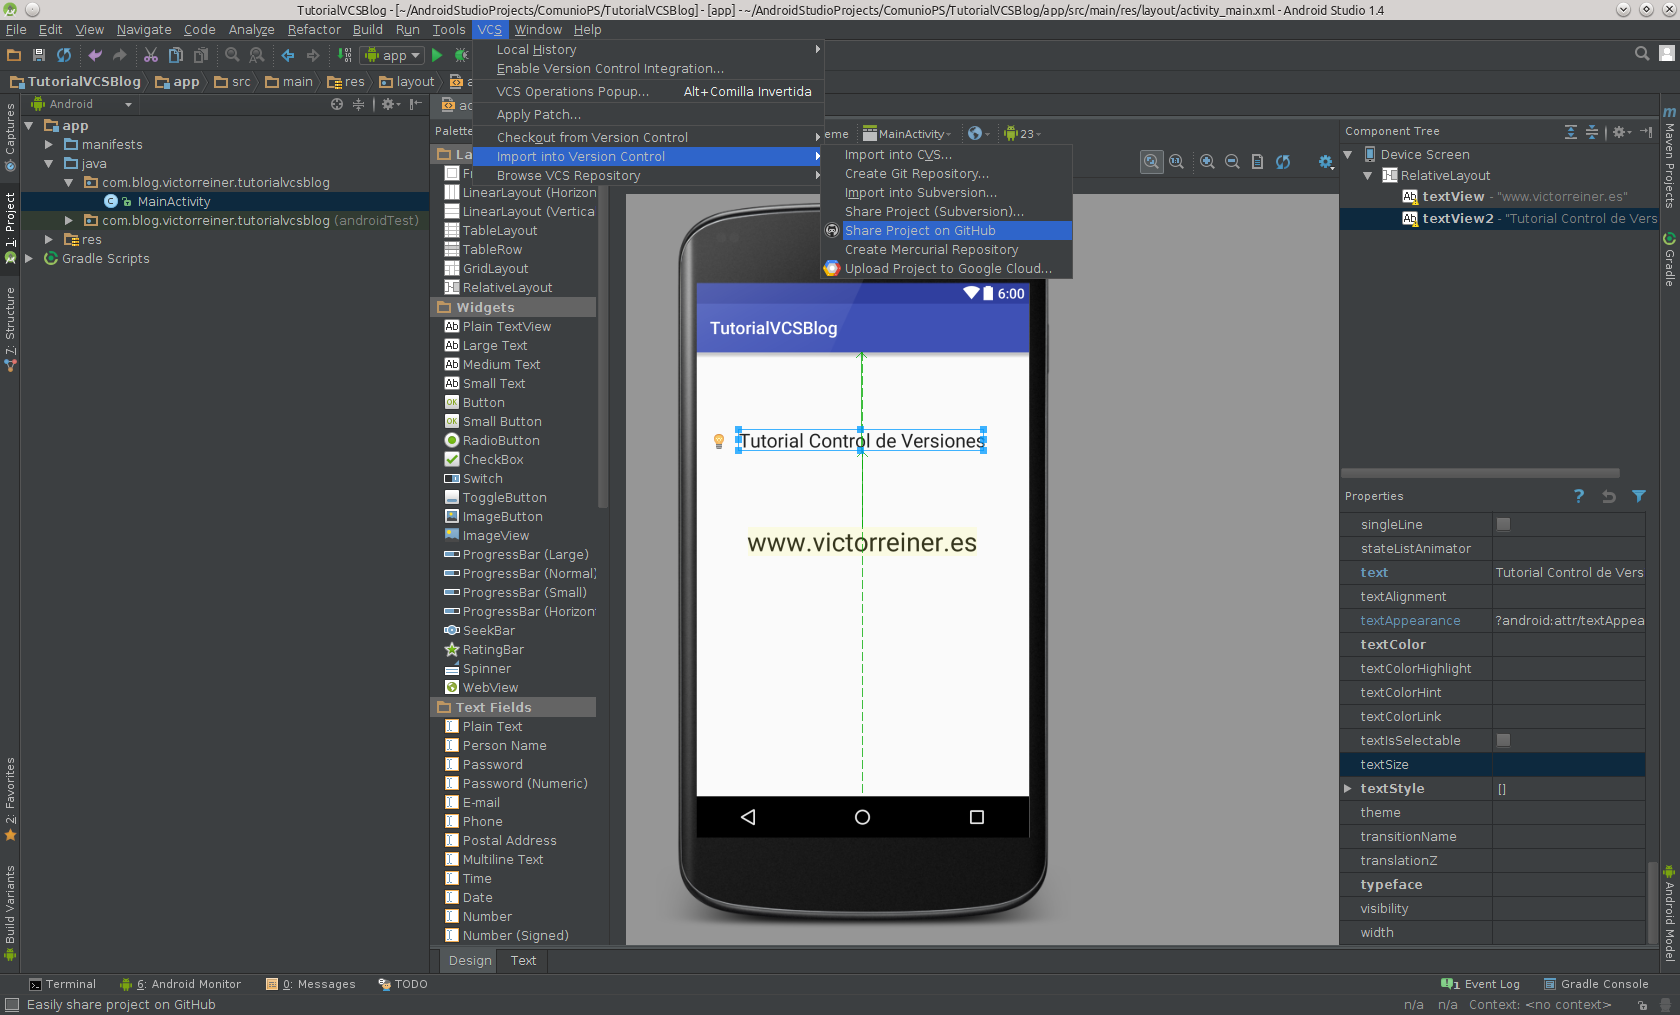 TutorialVCSBlog - [~/AndroidStudioProjects/ComunioPS/TutorialVCSBlog] - [app] - ~/AndroidStudioProjects/ComunioPS/TutorialVCSBlog/app/src/main/res/layout/activity_main.xml - Android Studio 1.4
File Edit View Navigate Code Analyze Refactor Build Run Tools VCS Window Help
app
TutorialVCSBlog app src main res layout
Android
app
manifests
java
com.blog.victorreiner.tutorialvcsblog
MainActivity
com.blog.victorreiner.tutorialvcsblog (androidTest)
res
Gradle Scripts
Captures
1: Project
7: Structure
2: Favorites
Build Variants
Local History
Enable Version Control Integration...
VCS Operations Popup... Alt+Comilla Invertida
Apply Patch...
Checkout from Version Control
Import into Version Control
Browse VCS Repository
Import into CVS...
Create Git Repository...
Import into Subversion...
Share Project (Subversion)...
Share Project on GitHub
Create Mercurial Repository
Upload Project to Google Cloud...
Palette
LinearLayout (Horizon
LinearLayout (Vertica
TableLayout
TableRow
GridLayout
RelativeLayout
Widgets
Plain TextView
Large Text
Medium Text
Small Text
Button
Small Button
RadioButton
CheckBox
Switch
ToggleButton
ImageButton
ImageView
ProgressBar (Large)
ProgressBar (Normal)
ProgressBar (Small)
ProgressBar (Horizon
SeekBar
RatingBar
Spinner
WebView
Text Fields
Plain Text
Person Name
Password
Password (Numeric)
E-mail
Phone
Postal Address
Multiline Text
Time
Date
Number
Number (Signed)
Design Text
eme MainActivity 23
6:00
TutorialVCSBlog
Tutorial Control de Versiones
www.victorreiner.es
Component Tree
Device Screen
RelativeLayout
textView - "www.victorreiner.es"
textView2 - "Tutorial Control de Vers
Properties
singleLine
stateListAnimator
text Tutorial Control de Vers
textAlignment
textAppearance ?android:attr/textAppea
textColor
textColorHighlight
textColorHint
textColorLink
textIsSelectable
textSize
textStyle []
theme
transitionName
translationZ
typeface
visibility
width
Maven Projects
Gradle
Android Model
Terminal 6: Android Monitor 0: Messages TODO 1 Event Log Gradle Console
Easily share project on GitHub n/a n/a Context: <no context>